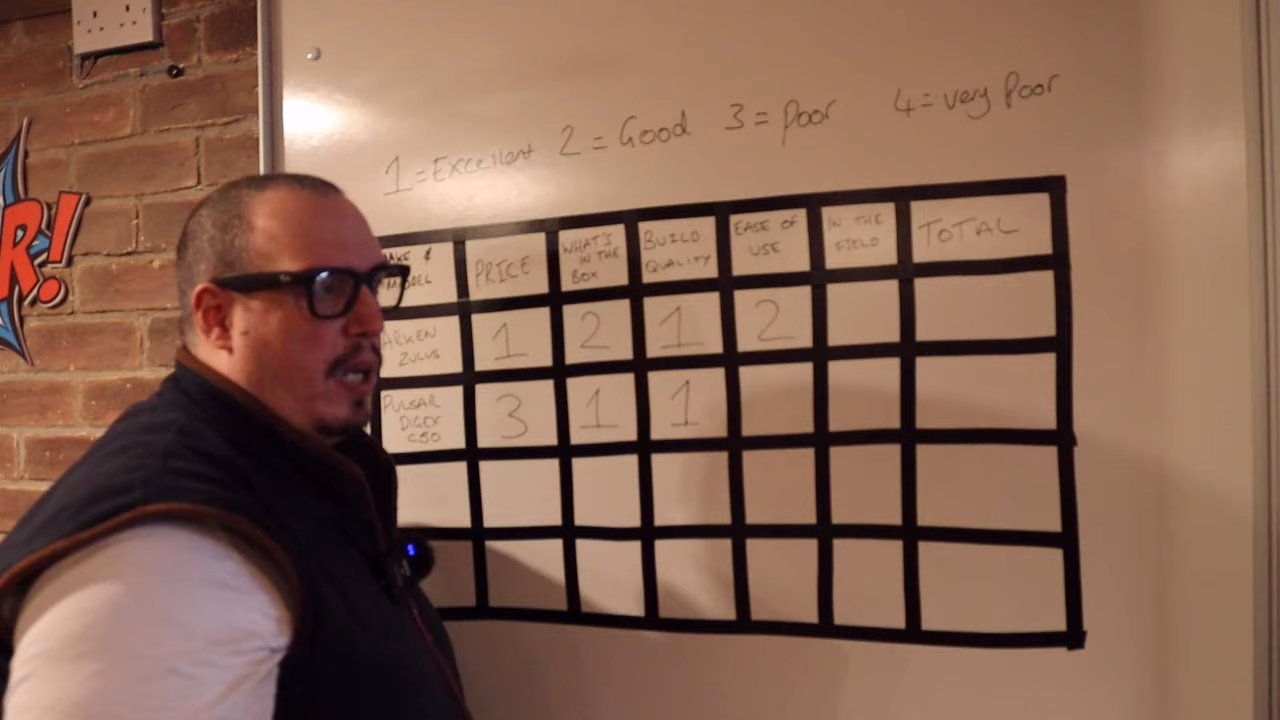 R!
1=Excellent 2=Good 3=Poor 4=very Poor
MAKE &
MODEL
PRICE
WHAT'S
IN THE
BOX
BUILD
QUALITY
EASE OF
USE
IN THE
FIELD
TOTAL
ARKEN
ZULUS
1
2
1
2
PULSAR
DIGEX
C50
3
1
1